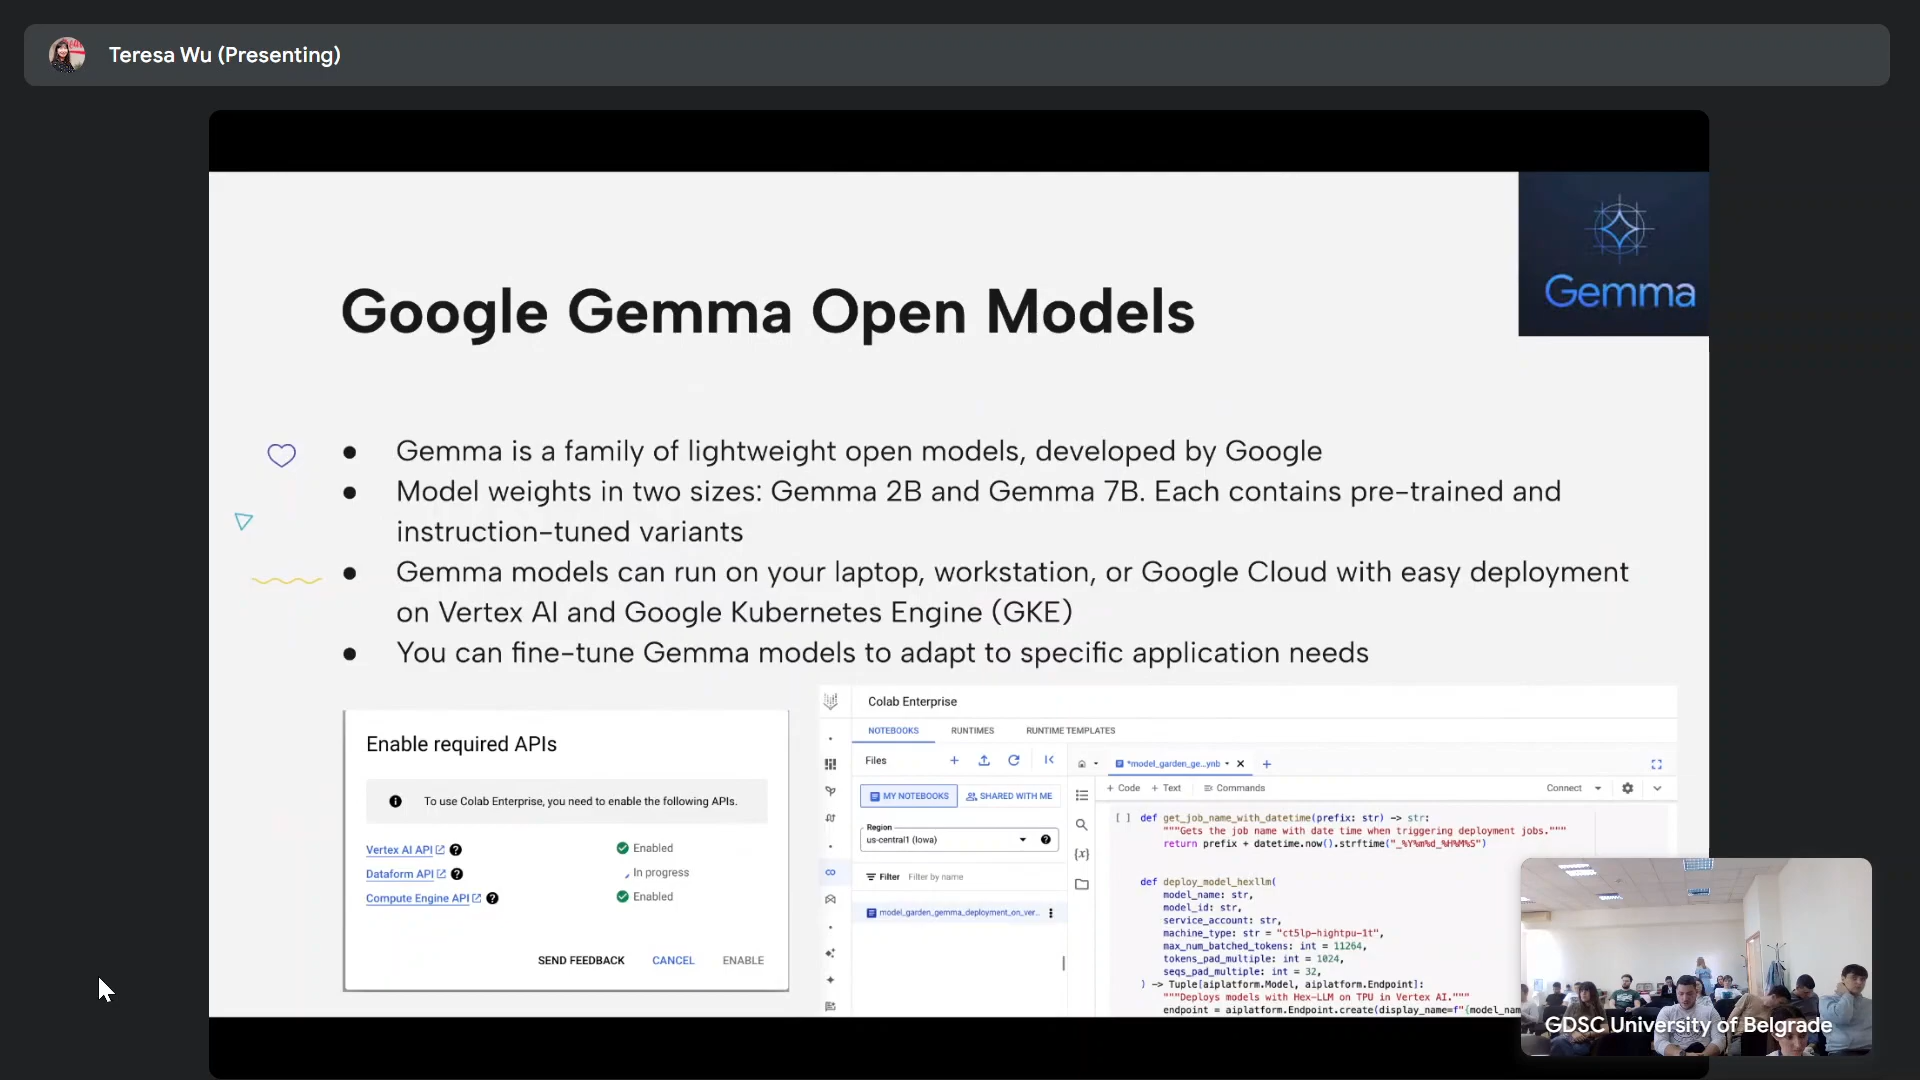 Teresa Wu (Presenting)
Gemma
Google Gemma Open Models
● Gemma is a family of lightweight open models, developed by Google
● Model weights in two sizes: Gemma 2B and Gemma 7B. Each contains pre-trained and
instruction-tuned variants
● Gemma models can run on your laptop, workstation, or Google Cloud with easy deployment
on Vertex AI and Google Kubernetes Engine (GKE)
● You can fine-tune Gemma models to adapt to specific application needs
Enable required APIs
To use Colab Enterprise, you need to enable the following APIs.
Vertex AI API Enabled
Dataform API In progress
Compute Engine API Enabled
SEND FEEDBACK CANCEL ENABLE
Colab Enterprise
NOTEBOOKS RUNTIMES RUNTIME TEMPLATES
Files
MY NOTEBOOKS SHARED WITH ME
Region
us-central1 (Iowa)
Filter Filter by name
model_garden_gemma_deployment_on_ver...
*model_garden_ge...ynb
+ Code + Text Commands Connect
[ ] def get_job_name_with_datetime(prefix: str) -> str:
"""Gets the job name with date time when triggering deployment jobs."""
return prefix + datetime.now().strftime("_%Y%m%d_%H%M%S")
def deploy_model_hexllm(
model_name: str,
model_id: str,
service_account: str,
machine_type: str = "ct5lp-hightpu-1t",
max_num_batched_tokens: int = 11264,
tokens_pad_multiple: int = 1024,
seqs_pad_multiple: int = 32,
) -> Tuple[aiplatform.Model, aiplatform.Endpoint]:
"""Deploys models with Hex-LLM on TPU in Vertex AI."""
endpoint = aiplatform.Endpoint.create(display_name=f"{model_nam
GDSC University of Belgrade